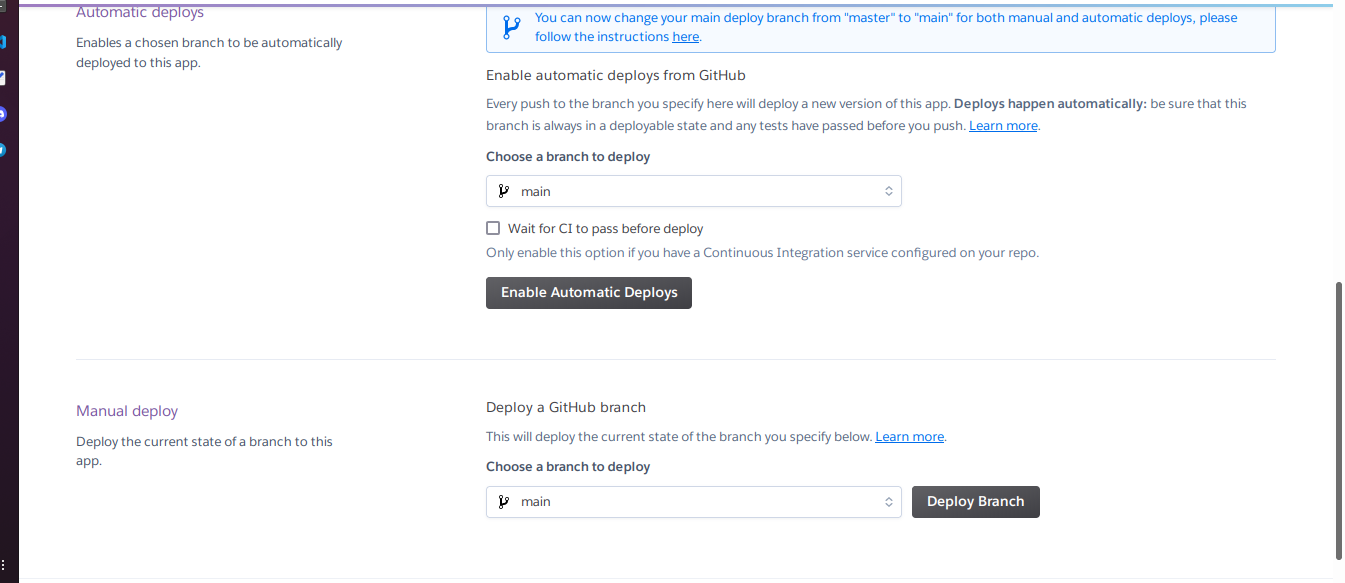 Automatic deploys
Enables a chosen branch to be automatically
deployed to this app.
You can now change your main deploy branch from "master" to "main" for both manual and automatic deploys, please
follow the instructions here.
Enable automatic deploys from GitHub
Every push to the branch you specify here will deploy a new version of this app. Deploys happen automatically: be sure that this
branch is always in a deployable state and any tests have passed before you push. Learn more.
Choose a branch to deploy
main
Wait for CI to pass before deploy
Only enable this option if you have a Continuous Integration service configured on your repo.
Enable Automatic Deploys
Manual deploy
Deploy the current state of a branch to this
app.
Deploy a GitHub branch
This will deploy the current state of the branch you specify below. Learn more.
Choose a branch to deploy
main
Deploy Branch